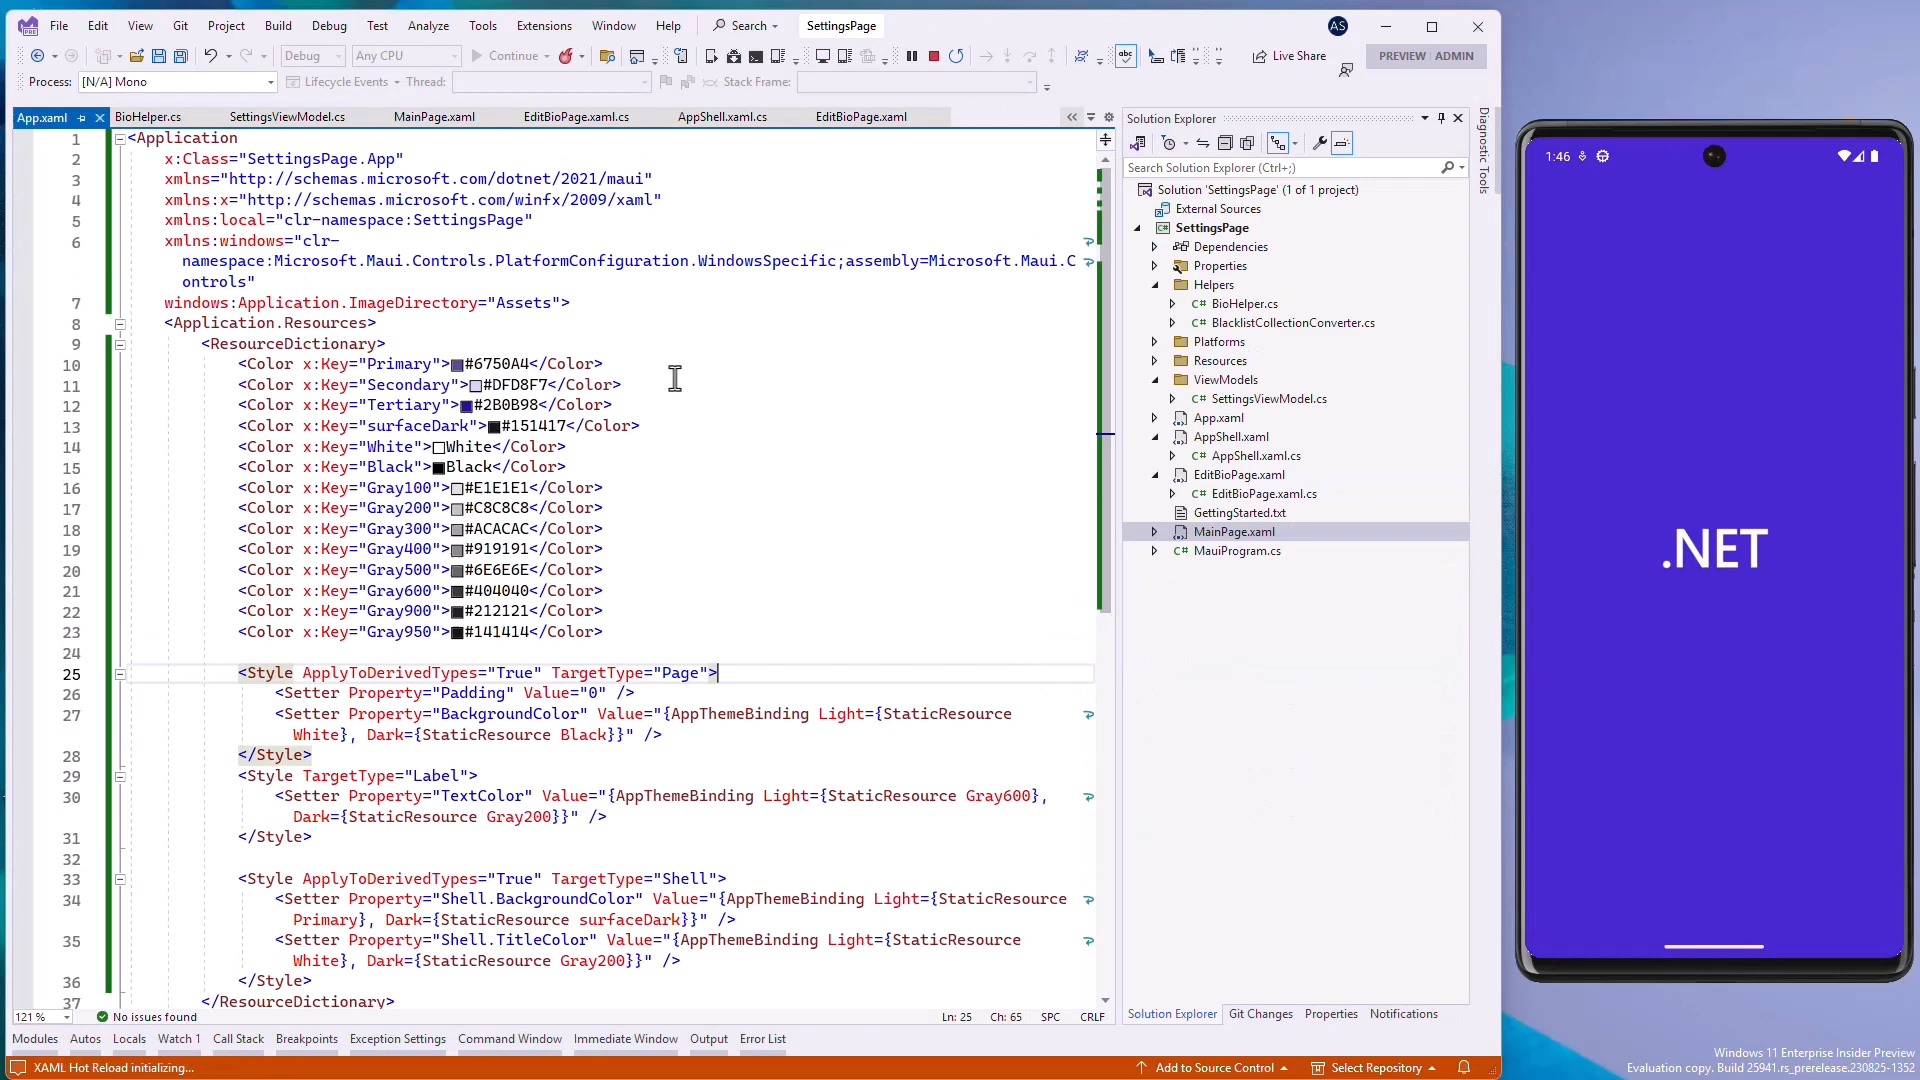 File Edit View Git Project Build Debug Test Analyze Tools Extensions Window Help Search SettingsPage AS
Debug Any CPU Continue Live Share PREVIEW ADMIN
Process: [N/A] Mono Lifecycle Events Thread: Stack Frame:
App.xaml BioHelper.cs SettingsViewModel.cs MainPage.xaml EditBioPage.xaml.cs AppShell.xaml.cs EditBioPage.xaml
1 <Application
2 x:Class="SettingsPage.App"
3 xmlns="http://schemas.microsoft.com/dotnet/2021/maui"
4 xmlns:x="http://schemas.microsoft.com/winfx/2009/xaml"
5 xmlns:local="clr-namespace:SettingsPage"
6 xmlns:windows="clr-
namespace:Microsoft.Maui.Controls.PlatformConfiguration.WindowsSpecific;assembly=Microsoft.Maui.C
ontrols"
7 windows:Application.ImageDirectory="Assets">
8 <Application.Resources>
9 <ResourceDictionary>
10 <Color x:Key="Primary">#6750A4</Color>
11 <Color x:Key="Secondary">#DFD8F7</Color>
12 <Color x:Key="Tertiary">#2B0B98</Color>
13 <Color x:Key="surfaceDark">#151417</Color>
14 <Color x:Key="White">White</Color>
15 <Color x:Key="Black">Black</Color>
16 <Color x:Key="Gray100">#E1E1E1</Color>
17 <Color x:Key="Gray200">#C8C8C8</Color>
18 <Color x:Key="Gray300">#ACACAC</Color>
19 <Color x:Key="Gray400">#919191</Color>
20 <Color x:Key="Gray500">#6E6E6E</Color>
21 <Color x:Key="Gray600">#404040</Color>
22 <Color x:Key="Gray900">#212121</Color>
23 <Color x:Key="Gray950">#141414</Color>
24
25 <Style ApplyToDerivedTypes="True" TargetType="Page">
26 <Setter Property="Padding" Value="0" />
27 <Setter Property="BackgroundColor" Value="{AppThemeBinding Light={StaticResource
White}, Dark={StaticResource Black}}" />
28 </Style>
29 <Style TargetType="Label">
30 <Setter Property="TextColor" Value="{AppThemeBinding Light={StaticResource Gray600},
Dark={StaticResource Gray200}}" />
31 </Style>
32
33 <Style ApplyToDerivedTypes="True" TargetType="Shell">
34 <Setter Property="Shell.BackgroundColor" Value="{AppThemeBinding Light={StaticResource
Primary}, Dark={StaticResource surfaceDark}}" />
35 <Setter Property="Shell.TitleColor" Value="{AppThemeBinding Light={StaticResource
White}, Dark={StaticResource Gray200}}" />
36 </Style>
37 </ResourceDictionary>
121 % No issues found Ln: 25 Ch: 65 SPC CRLF
Modules Autos Locals Watch 1 Call Stack Breakpoints Exception Settings Command Window Immediate Window Output Error List
XAML Hot Reload initializing... Add to Source Control Select Repository
Solution Explorer
Search Solution Explorer (Ctrl+;)
Solution 'SettingsPage' (1 of 1 project)
External Sources
SettingsPage
Dependencies
Properties
Helpers
C# BioHelper.cs
C# BlacklistCollectionConverter.cs
Platforms
Resources
ViewModels
C# SettingsViewModel.cs
App.xaml
AppShell.xaml
C# AppShell.xaml.cs
EditBioPage.xaml
C# EditBioPage.xaml.cs
GettingStarted.txt
MainPage.xaml
C# MauiProgram.cs
Solution Explorer Git Changes Properties Notifications
Diagnostic Tools
1:46
.NET
Windows 11 Enterprise Insider Preview
Evaluation copy. Build 25941.rs_prerelease.230825-1352